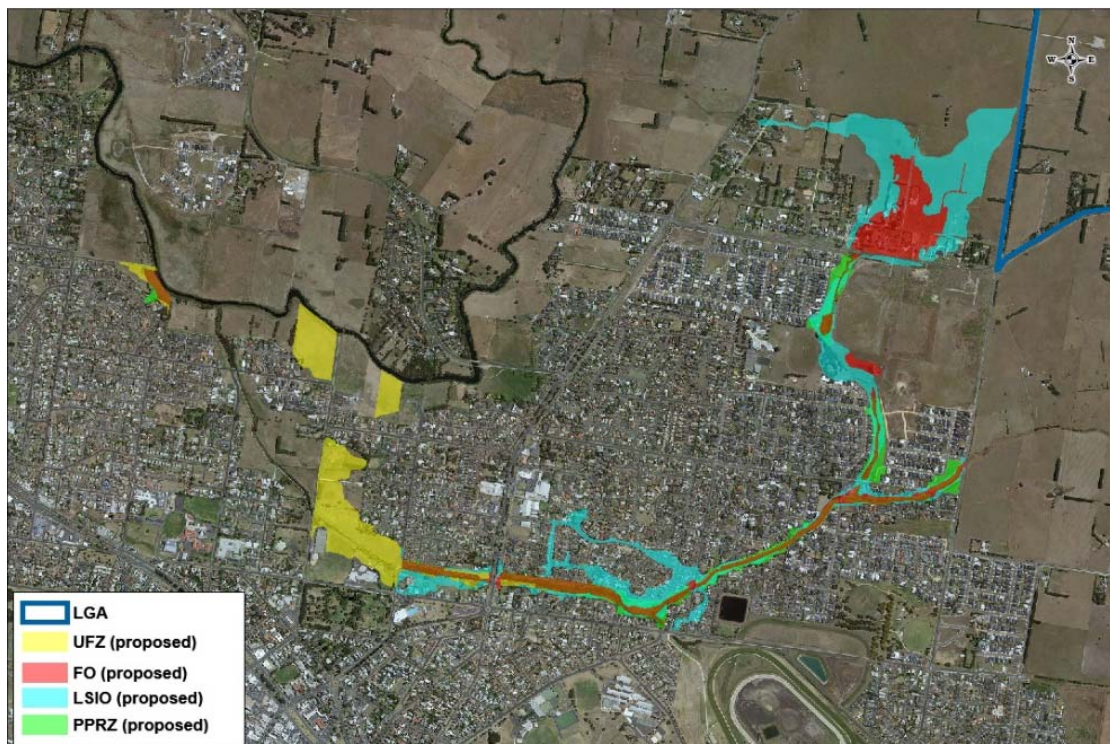 N
W E
S
LGA
UFZ (proposed)
FO (proposed)
LSIO (proposed)
PPRZ (proposed)